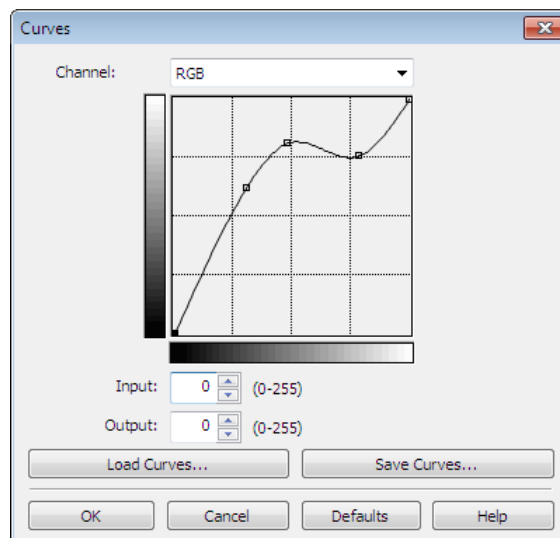 Curves
Channel: RGB
Input: 0 (0-255)
Output: 0 (0-255)
Load Curves... Save Curves...
OK Cancel Defaults Help